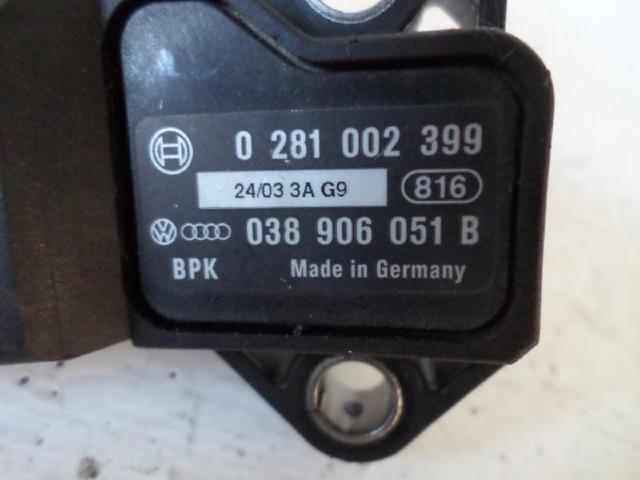 0 281 002 399
24/03 3A G9 816
038 906 051 B
BPK Made in Germany